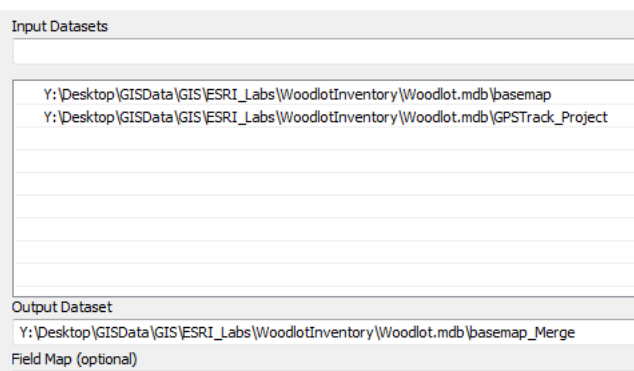 Input Datasets
Y:\Desktop\GISData\GIS\ESRI_Labs\WoodlotInventory\Woodlot.mdb\basemap
Y:\Desktop\GISData\GIS\ESRI_Labs\WoodlotInventory\Woodlot.mdb\GPSTrack_Project
Output Dataset
Y:\Desktop\GISData\GIS\ESRI_Labs\WoodlotInventory\Woodlot.mdb\basemap_Merge
Field Map (optional)